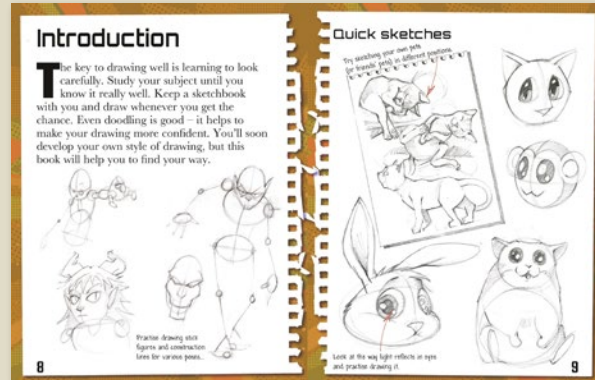 Introduction
The key to drawing well is learning to look
carefully. Study your subject until you
know it really well. Keep a sketchbook
with you and draw whenever you get the
chance. Even doodling is good – it helps to
make your drawing more confident. You'll soon
develop your own style of drawing, but this
book will help you to find your way.
Practise drawing stick
figures and construction
lines for various poses...
8
Quick sketches
Try sketching your own pets
(or friends' pets) in different positions.
Look at the way light reflects in eyes
and practise drawing it.
9